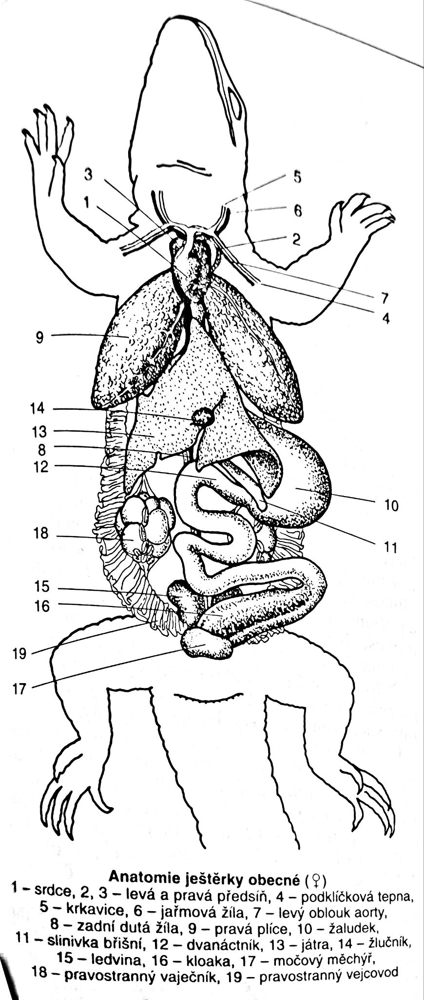 3
5
1
6
2
7
4
9
14
13
8
12
10
11
18
15
16
19
17
Anatomie ještěrky obecné (♀)
1 – srdce, 2, 3 – levá a pravá předsíň, 4 – podklíčková tepna,
5 – krkavice, 6 – jařmová žíla, 7 – levý oblouk aorty,
8 – zadní dutá žíla, 9 – pravá plíce, 10 – žaludek,
11 – slinivka břišní, 12 – dvanáctník, 13 – játra, 14 – žlučník,
15 – ledvina, 16 – kloaka, 17 – močový měchýř,
18 – pravostranný vaječník, 19 – pravostranný vejcovod